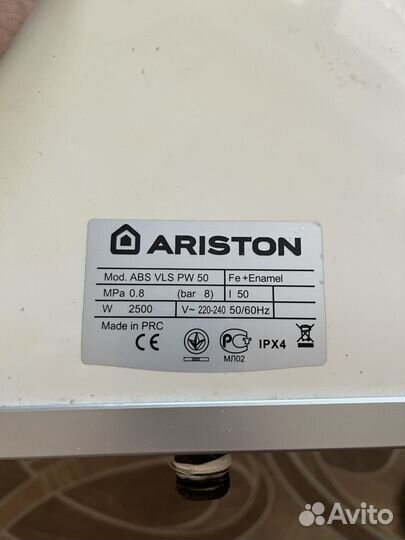 ARISTON
Mod. ABS VLS PW 50 Fe+Enamel
MPa 0.8 (bar 8) l 50
W 2500 V~ 220-240 50/60Hz
Made in PRC
CE IPX4
МЛ02
Avito